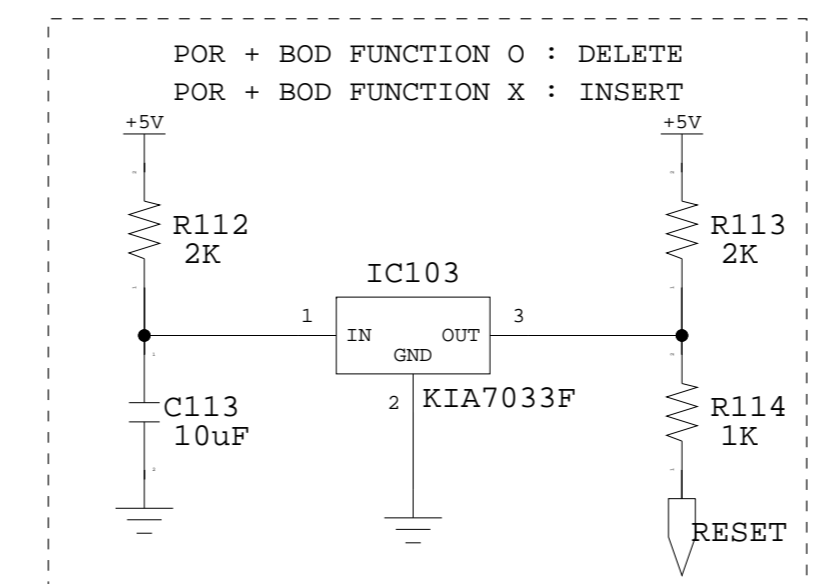 POR + BOD FUNCTION O : DELETE
POR + BOD FUNCTION X : INSERT
+5V
+5V
R112
2K
R113
2K
IC103
1
IN
OUT
GND
3
2
KIA7033F
C113
10uF
R114
1K
RESET